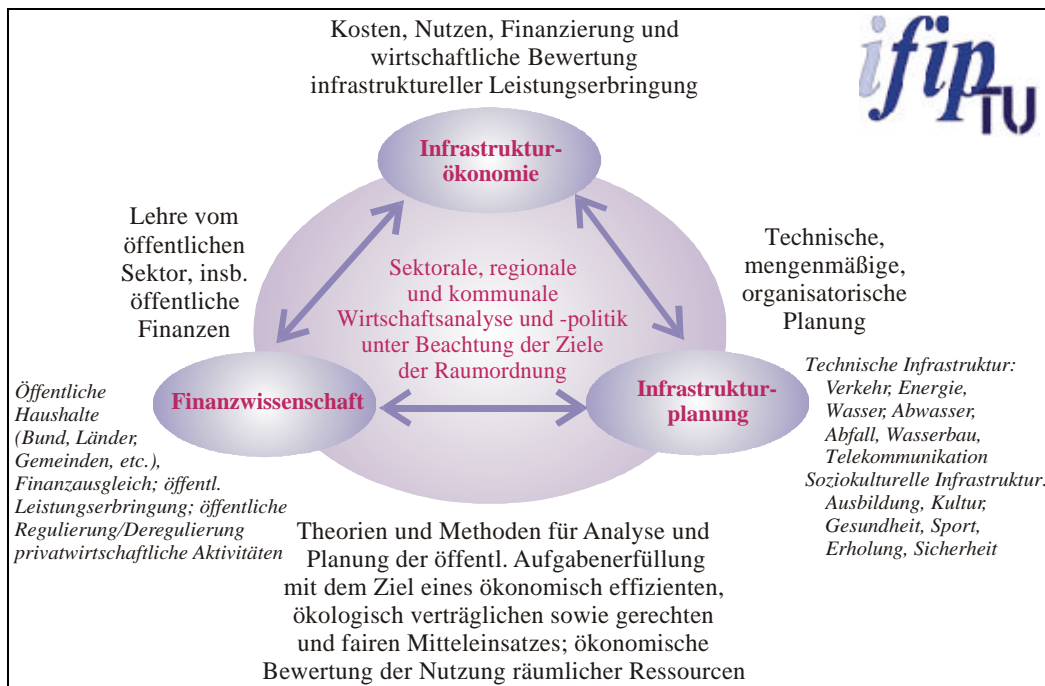 Kosten, Nutzen, Finanzierung und
wirtschaftliche Bewertung
infrastruktureller Leistungserbringung
ifip
TU
Infrastruktur-
ökonomie
Lehre vom
öffentlichen
Sektor, insb.
öffentliche
Finanzen
Sektorale, regionale
und kommunale
Wirtschaftsanalyse und -politik
unter Beachtung der Ziele
der Raumordnung
Technische,
mengenmäßige,
organisatorische
Planung
Finanzwissenschaft
Infrastruktur-
planung
Öffentliche
Haushalte
(Bund, Länder,
Gemeinden, etc.),
Finanzausgleich; öffentl.
Leistungserbringung; öffentliche
Regulierung/Deregulierung
privatwirtschaftliche Aktivitäten
Technische Infrastruktur:
Verkehr, Energie,
Wasser, Abwasser,
Abfall, Wasserbau,
Telekommunikation
Soziokulturelle Infrastruktur:
Ausbildung, Kultur,
Gesundheit, Sport,
Erholung, Sicherheit
Theorien und Methoden für Analyse und
Planung der öffentl. Aufgabenerfüllung
mit dem Ziel eines ökonomisch effizienten,
ökologisch verträglichen sowie gerechten
und fairen Mitteleinsatzes; ökonomische
Bewertung der Nutzung räumlicher Ressourcen